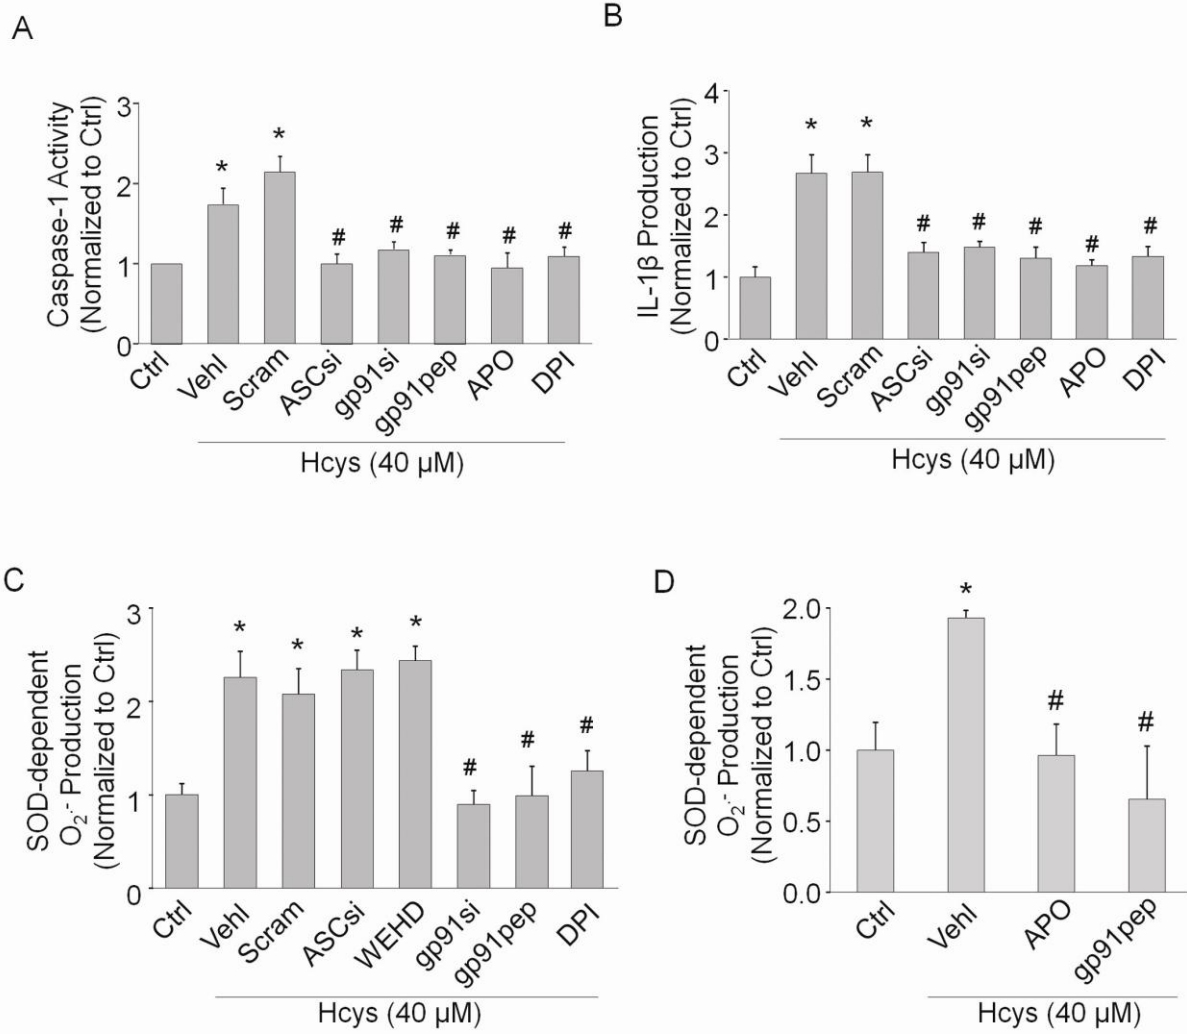 A
Caspase-1 Activity
(Normalized to Ctrl)
3
2
1
0
*
*
#
#
#
#
#
Ctrl
Vehl
Scram
ASCsi
gp91si
gp91pep
APO
DPI
Hcys (40 µM)
B
IL-1β Production
(Normalized to Ctrl)
4
3
2
1
0
*
*
#
#
#
#
#
Ctrl
Vehl
Scram
ASCsi
gp91si
gp91pep
APO
DPI
Hcys (40 µM)
C
SOD-dependent
O₂·- Production
(Normalized to Ctrl)
3
2
1
0
*
*
*
*
#
#
#
Ctrl
Vehl
Scram
ASCsi
WEHD
gp91si
gp91pep
DPI
Hcys (40 µM)
D
SOD-dependent
O₂·- Production
(Normalized to Ctrl)
2.0
1.5
1.0
0.5
0.0
*
#
#
Ctrl
Vehl
APO
gp91pep
Hcys (40 µM)